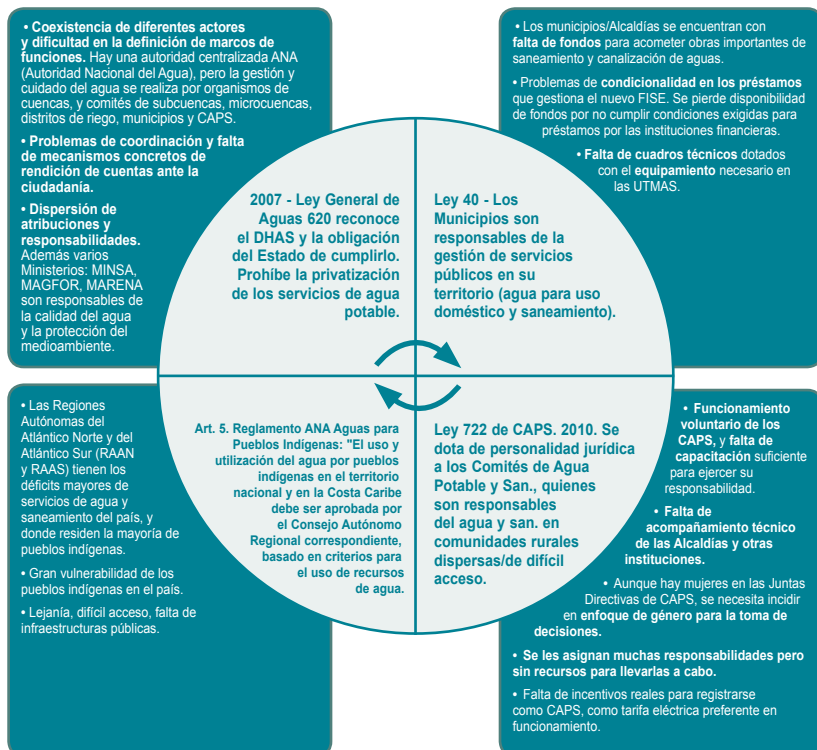 • Coexistencia de diferentes actores
y dificultad en la definición de marcos de
funciones. Hay una autoridad centralizada ANA
(Autoridad Nacional del Agua), pero la gestión y
cuidado del agua se realiza por organismos de
cuencas, y comités de subcuencas, microcuencas,
distritos de riego, municipios y CAPS.
• Problemas de coordinación y falta
de mecanismos concretos de
rendición de cuentas ante la
ciudadanía.
• Dispersión de
atribuciones y
responsabilidades.
Además varios
Ministerios: MINSA,
MAGFOR, MARENA
son responsables de
la calidad del agua
y la protección del
medioambiente.
• Los municipios/Alcaldías se encuentran con
falta de fondos para acometer obras importantes de
saneamiento y canalización de aguas.
• Problemas de condicionalidad en los préstamos
que gestiona el nuevo FISE. Se pierde disponibilidad
de fondos por no cumplir condiciones exigidas para
préstamos por las instituciones financieras.
• Falta de cuadros técnicos dotados
con el equipamiento necesario en
las UTMAS.
2007 - Ley General de
Aguas 620 reconoce
el DHAS y la obligación
del Estado de cumplirlo.
Prohíbe la privatización
de los servicios de agua
potable.
Ley 40 - Los
Municipios son
responsables de la
gestión de servicios
públicos en su
territorio (agua para uso
doméstico y saneamiento).
• Las Regiones
Autónomas del
Atlántico Norte y del
Atlántico Sur (RAAN
y RAAS) tienen los
déficits mayores de
servicios de agua y
saneamiento del país, y
donde residen la mayoría de
pueblos indígenas.
• Gran vulnerabilidad de los
pueblos indígenas en el país.
• Lejanía, difícil acceso, falta de
infraestructuras públicas.
Art. 5. Reglamento ANA Aguas para
Pueblos Indígenas: "El uso y
utilización del agua por pueblos
indígenas en el territorio
nacional y en la Costa Caribe
debe ser aprobada por
el Consejo Autónomo
Regional correspondiente,
basado en criterios para
el uso de recursos
de agua.
Ley 722 de CAPS. 2010. Se
dota de personalidad jurídica
a los Comités de Agua
Potable y San., quienes
son responsables
del agua y san. en
comunidades rurales
dispersas/de difícil
acceso.
• Funcionamiento
voluntario de los
CAPS, y falta de
capacitación suficiente
para ejercer su
responsabilidad.
• Falta de
acompañamiento técnico
de las Alcaldías y otras
instituciones.
• Aunque hay mujeres en las Juntas
Directivas de CAPS, se necesita incidir
en enfoque de género para la toma de
decisiones.
• Se les asignan muchas responsabilidades pero
sin recursos para llevarlas a cabo.
• Falta de incentivos reales para registrarse
como CAPS, como tarifa eléctrica preferente en
funcionamiento.